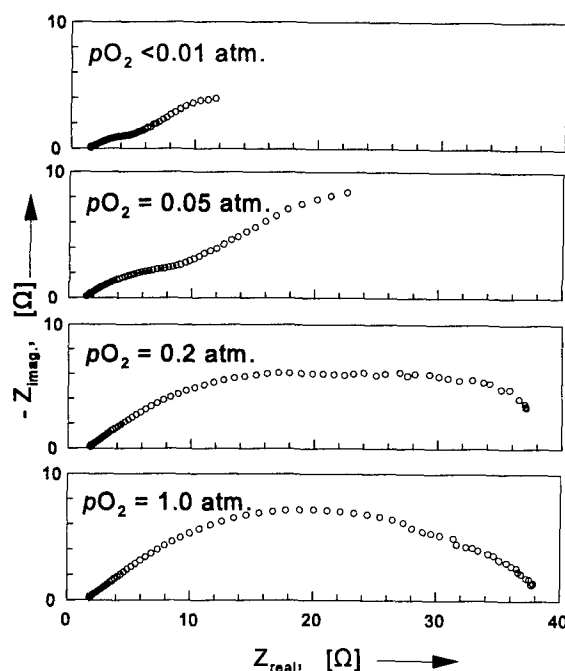 10
pO₂ <0.01 atm.
0
10
pO₂ = 0.05 atm.
0
10
pO₂ = 0.2 atm.
0
10
pO₂ = 1.0 atm.
0
0 10 20 30 40
Zreal, [Ω]
- Zimag., [Ω]